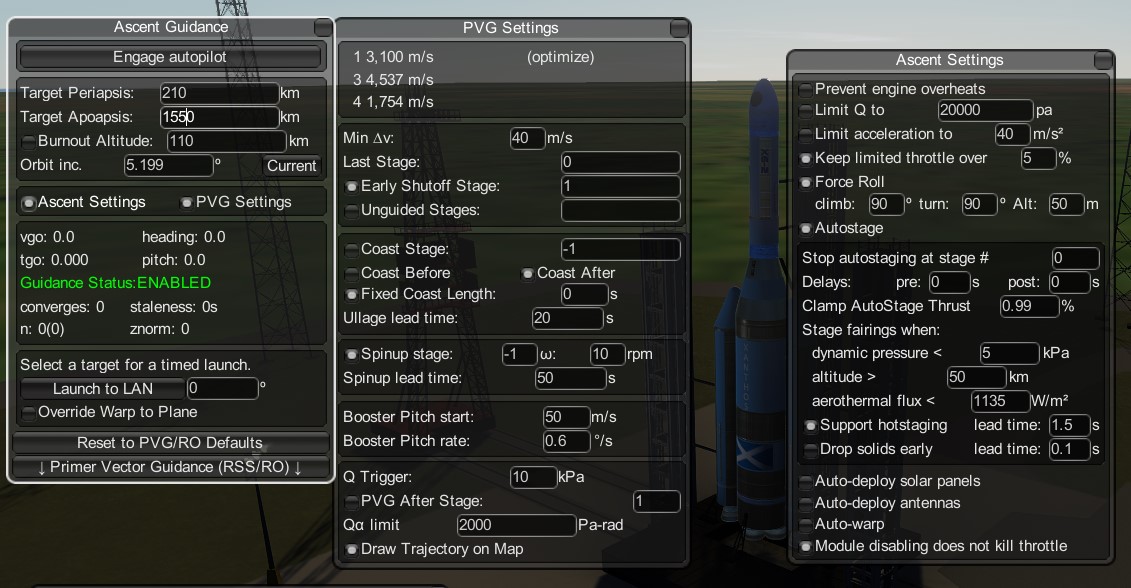 Ascent Guidance
Engage autopilot
Target Periapsis: 210 km
Target Apoapsis: 1550 km
Burnout Altitude: 110 km
Orbit inc. 5.199 º Current
Ascent Settings PVG Settings
vgo: 0.0 heading: 0.0
tgo: 0.000 pitch: 0.0
Guidance Status:ENABLED
converges: 0 staleness: 0s
n: 0(0) znorm: 0
Select a target for a timed launch.
Launch to LAN 0 º
Override Warp to Plane
Reset to PVG/RO Defaults
↓ Primer Vector Guidance (RSS/RO) ↓
PVG Settings
1 3,100 m/s (optimize)
3 4,537 m/s
4 1,754 m/s
Min Δv: 40 m/s
Last Stage: 0
Early Shutoff Stage: 1
Unguided Stages:
Coast Stage: -1
Coast Before Coast After
Fixed Coast Length: 0 s
Ullage lead time: 20 s
Spinup stage: -1 ω: 10 rpm
Spinup lead time: 50 s
Booster Pitch start: 50 m/s
Booster Pitch rate: 0.6 °/s
Q Trigger: 10 kPa
PVG After Stage: 1
Qα limit 2000 Pa-rad
Draw Trajectory on Map
Ascent Settings
Prevent engine overheats
Limit Q to 20000 pa
Limit acceleration to 40 m/s²
Keep limited throttle over 5 %
Force Roll
climb: 90 º turn: 90 º Alt: 50 m
Autostage
Stop autostaging at stage # 0
Delays: pre: 0 s post: 0 s
Clamp AutoStage Thrust 0.99 %
Stage fairings when:
dynamic pressure < 5 kPa
altitude > 50 km
aerothermal flux < 1135 W/m²
Support hotstaging lead time: 1.5 s
Drop solids early lead time: 0.1 s
Auto-deploy solar panels
Auto-deploy antennas
Auto-warp
Module disabling does not kill throttle